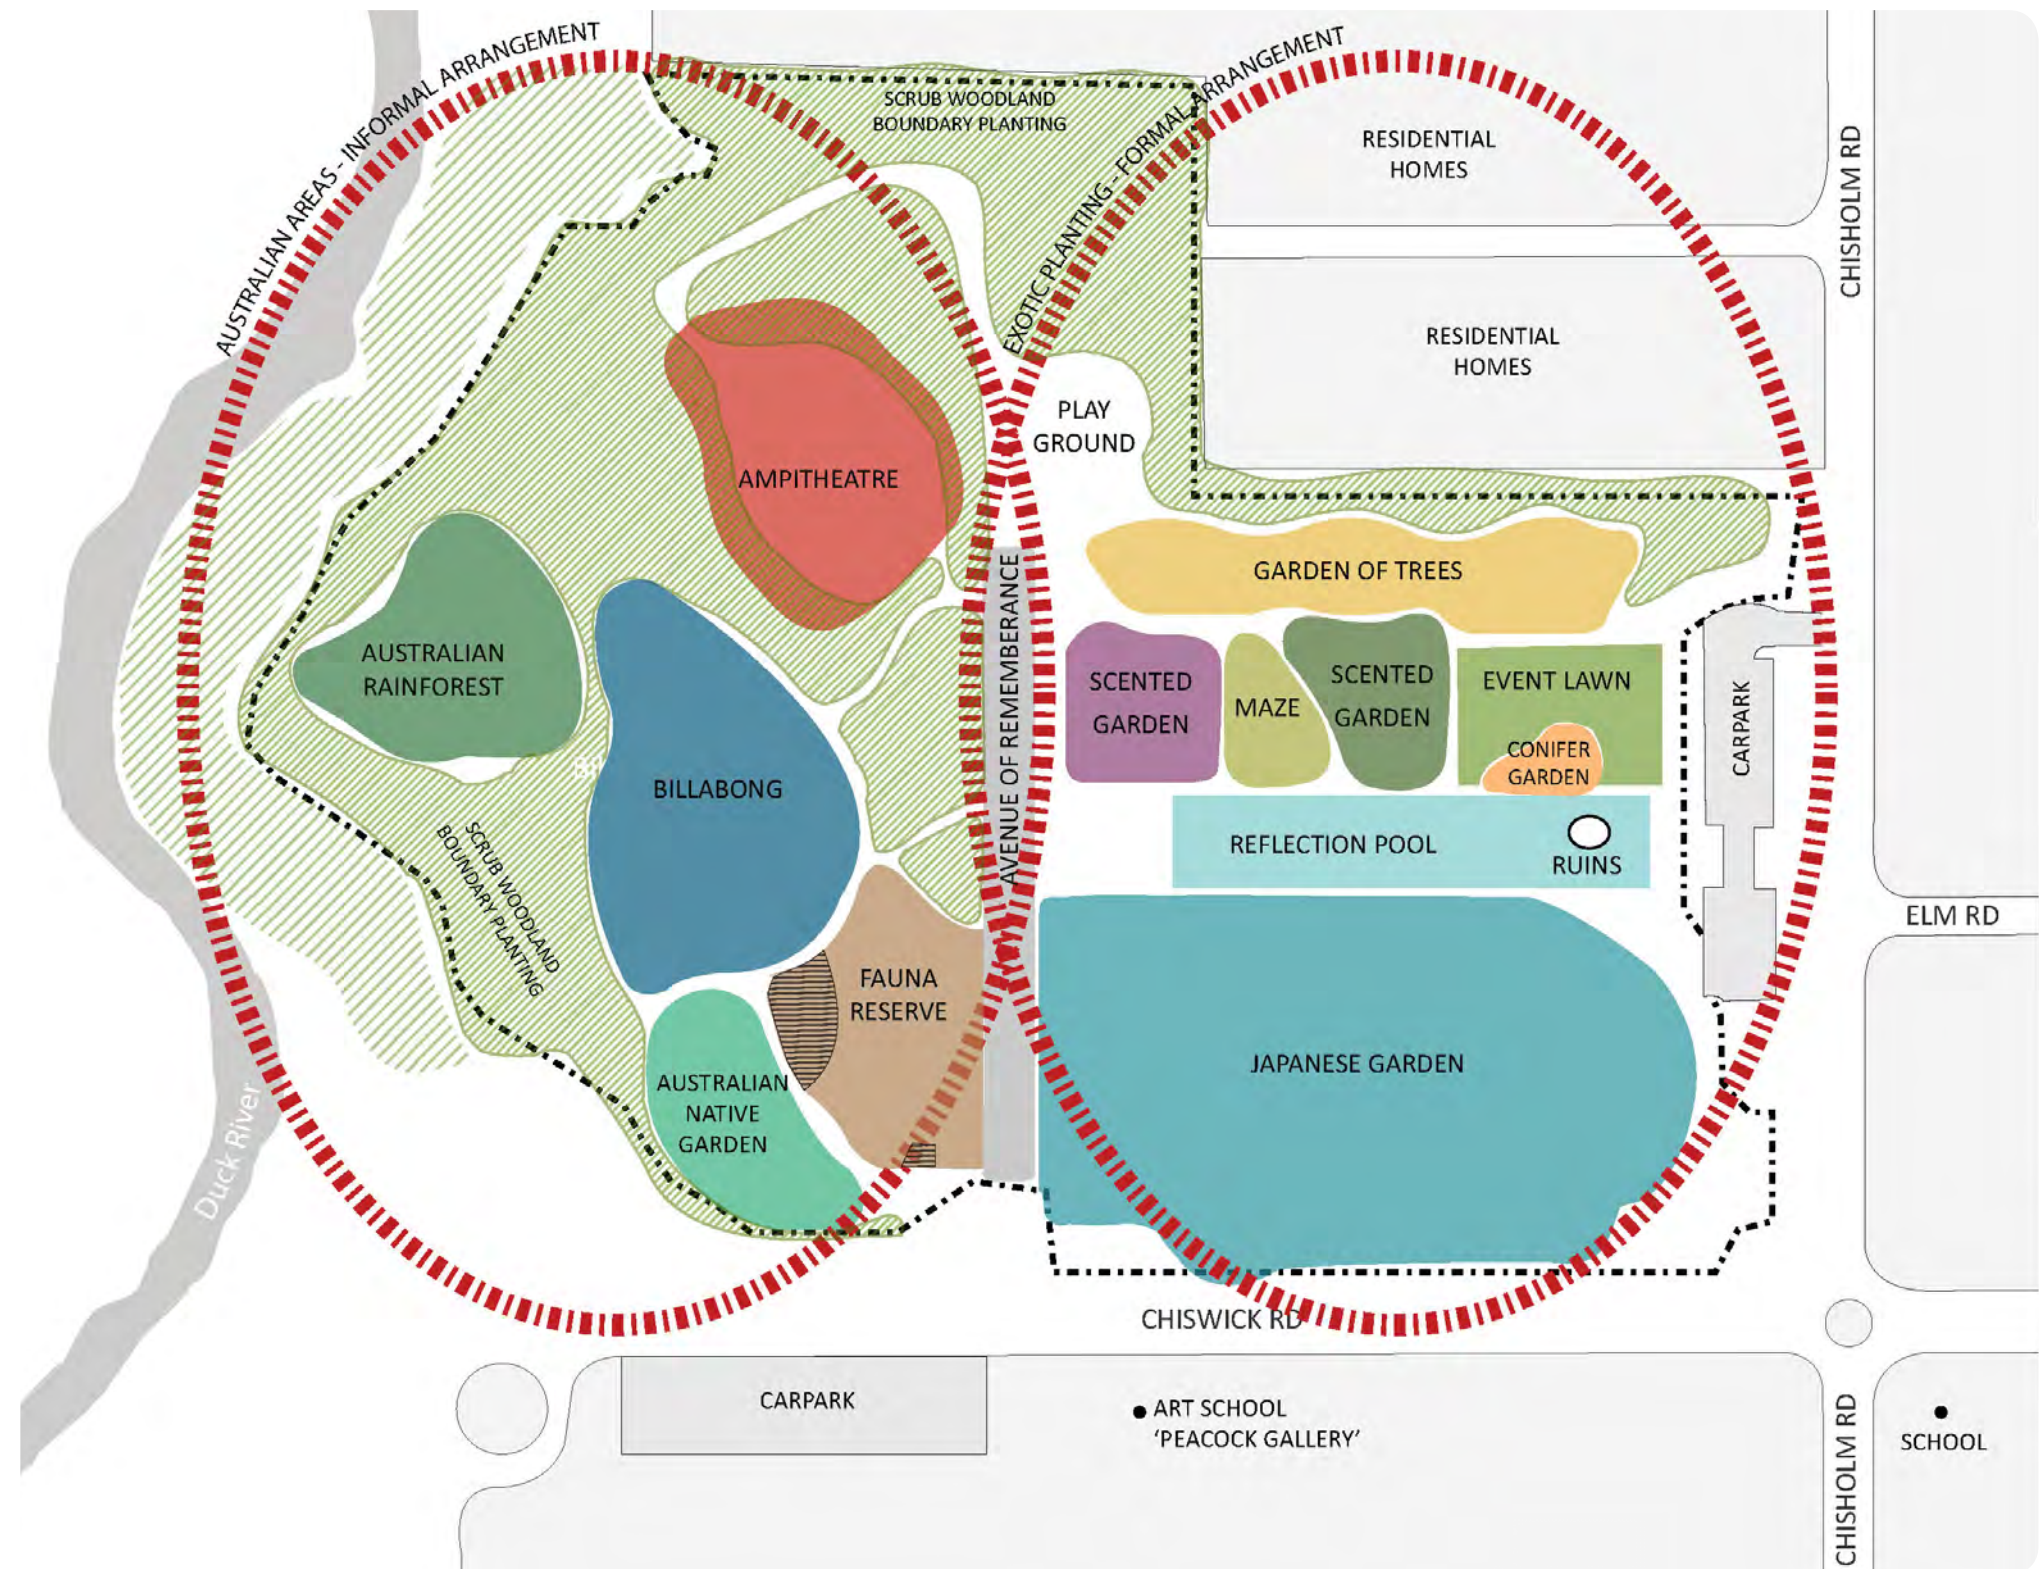 AUSTRALIAN AREAS - INFORMAL ARRANGEMENT
EXOTIC PLANTING - FORMAL ARRANGEMENT
SCRUB WOODLAND
BOUNDARY PLANTING
RESIDENTIAL
HOMES
CHISHOLM RD
RESIDENTIAL
HOMES
PLAY
GROUND
AMPITHEATRE
GARDEN OF TREES
AUSTRALIAN
RAINFOREST
AVENUE OF REMEMBERANCE
SCENTED
GARDEN
MAZE
SCENTED
GARDEN
EVENT LAWN
CONIFER
GARDEN
CARPARK
BILLABONG
REFLECTION POOL
RUINS
SCRUB WOODLAND
BOUNDARY PLANTING
ELM RD
FAUNA
RESERVE
JAPANESE GARDEN
AUSTRALIAN
NATIVE
GARDEN
Duck River
CHISWICK RD
CARPARK
ART SCHOOL
'PEACOCK GALLERY'
CHISHOLM RD
SCHOOL